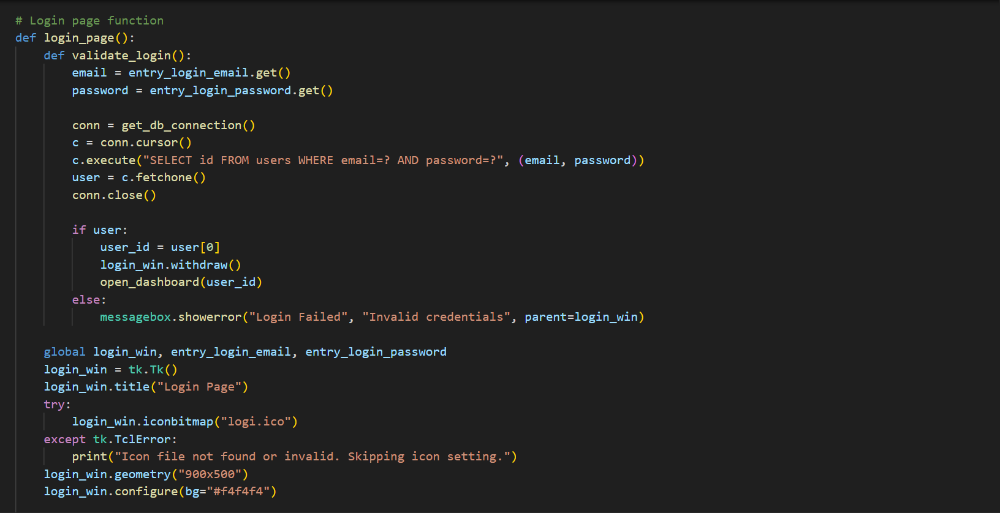 # Login page function
def login_page():
    def validate_login():
        email = entry_login_email.get()
        password = entry_login_password.get()

        conn = get_db_connection()
        c = conn.cursor()
        c.execute("SELECT id FROM users WHERE email=? AND password=?", (email, password))
        user = c.fetchone()
        conn.close()

        if user:
            user_id = user[0]
            login_win.withdraw()
            open_dashboard(user_id)
        else:
            messagebox.showerror("Login Failed", "Invalid credentials", parent=login_win)

    global login_win, entry_login_email, entry_login_password
    login_win = tk.Tk()
    login_win.title("Login Page")
    try:
        login_win.iconbitmap("logi.ico")
    except tk.TclError:
        print("Icon file not found or invalid. Skipping icon setting.")
    login_win.geometry("900x500")
    login_win.configure(bg="#f4f4f4")